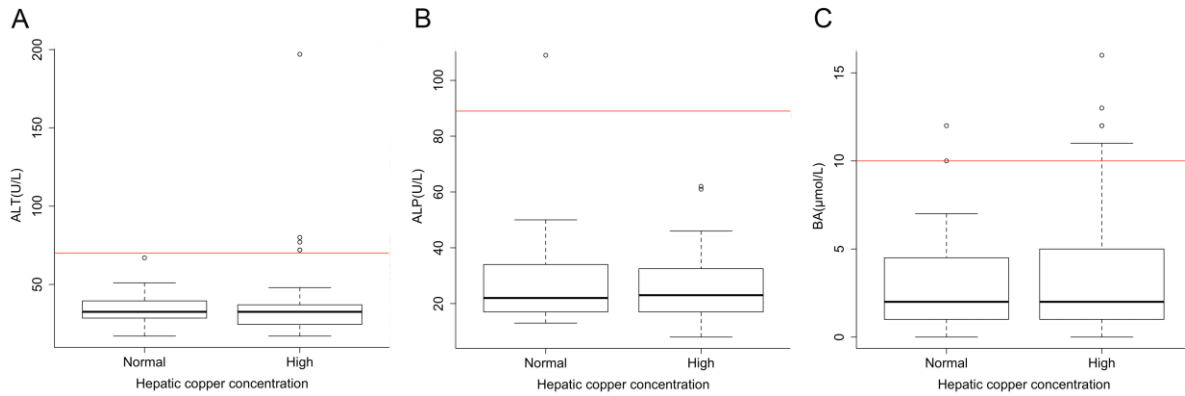 A
ALT(U/L)
200
150
100
50
Normal
High
Hepatic copper concentration
B
ALP(U/L)
100
80
60
40
20
Normal
High
Hepatic copper concentration
C
BA(μmol/L)
15
10
5
0
Normal
High
Hepatic copper concentration